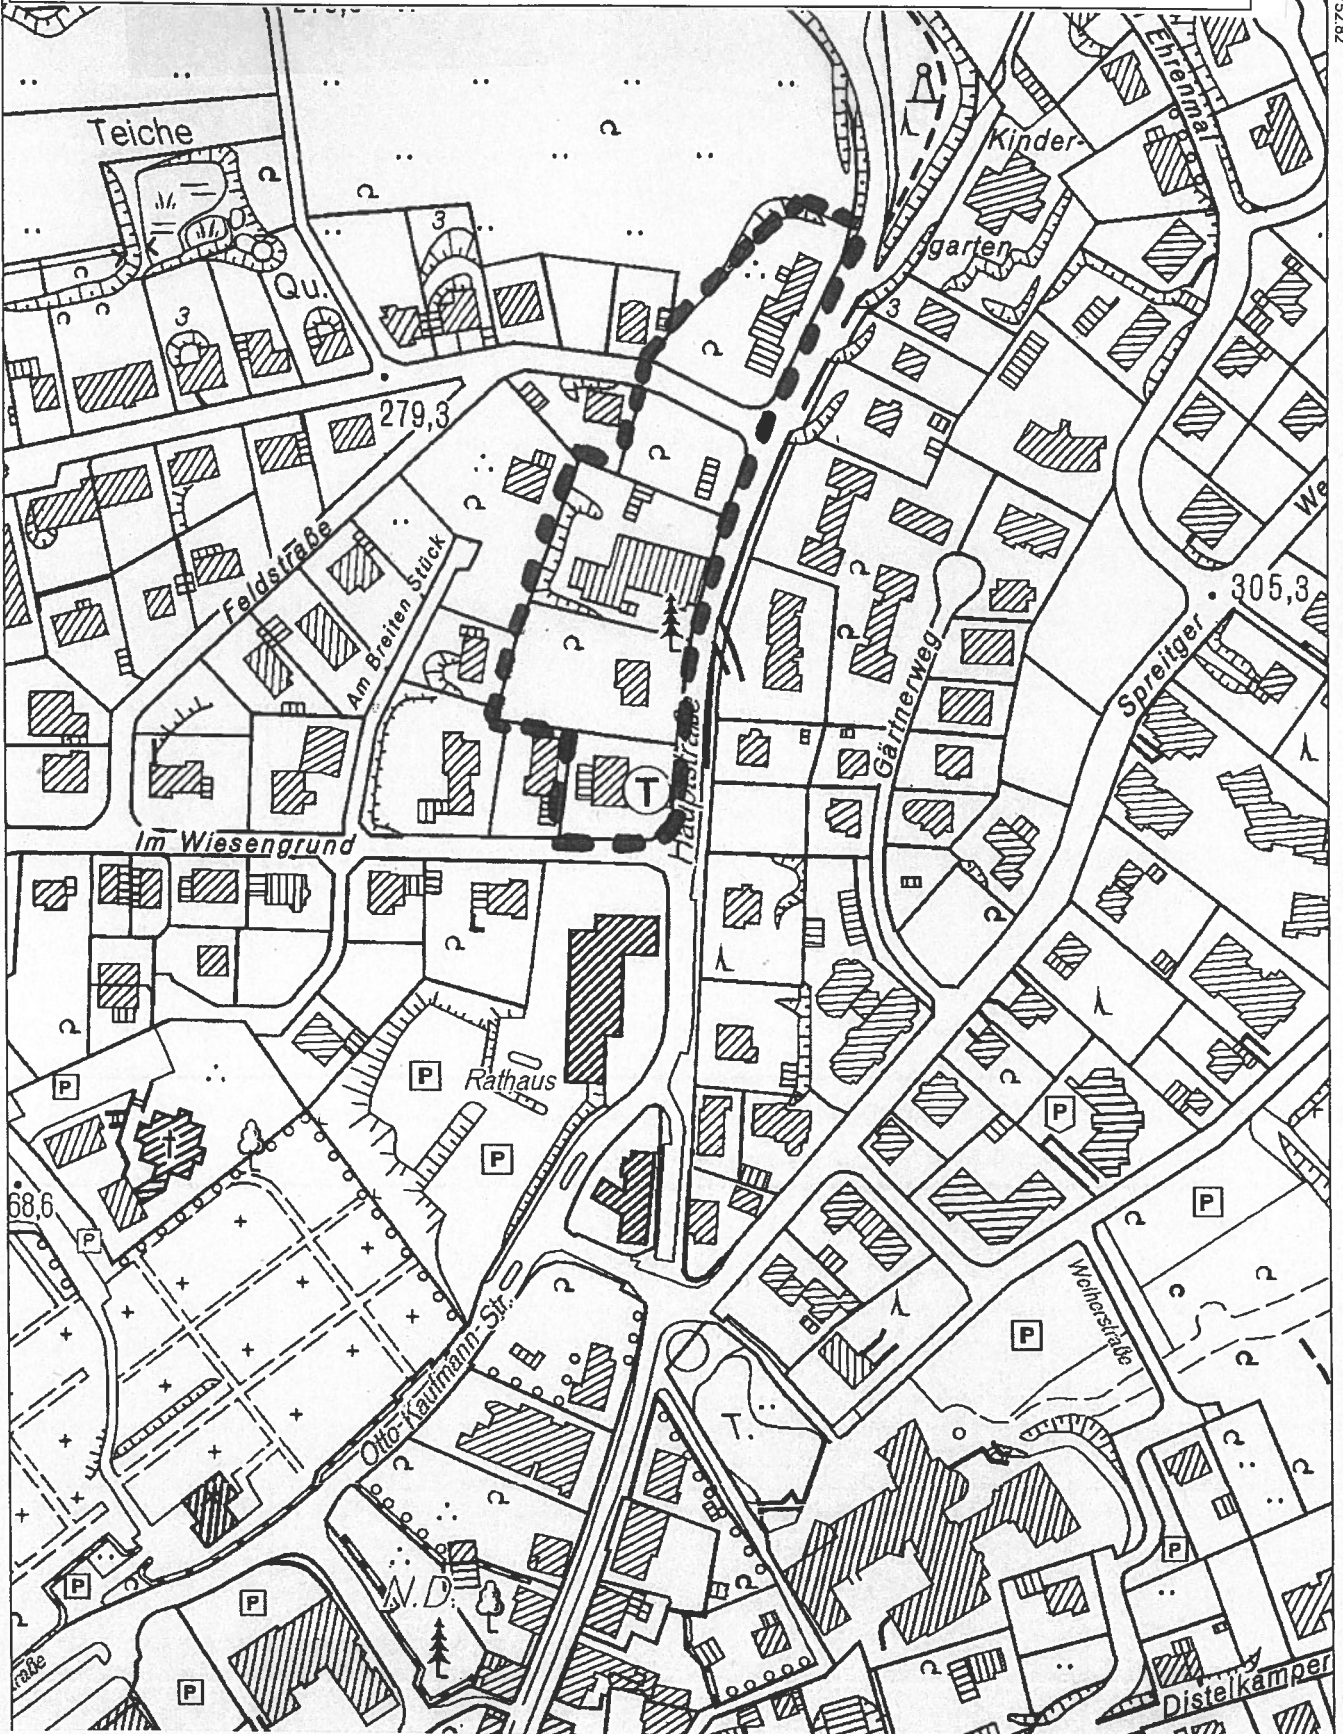 Ehrenmal
Teiche
Kinder-
garten
3
3
3
Qu.
279,3
Feldstraße
Am Breiten Stück
We
305,3
Spreitger
Gärtnerweg
Hauptstraße
T
Im Wiesengrund
P
Rathaus
P
P
P
P
68,6
P
Weiherstraße
P
Otto-Kaufmann-Str.
T.
N.D.
P
P
P
P
raße
Distelkamper